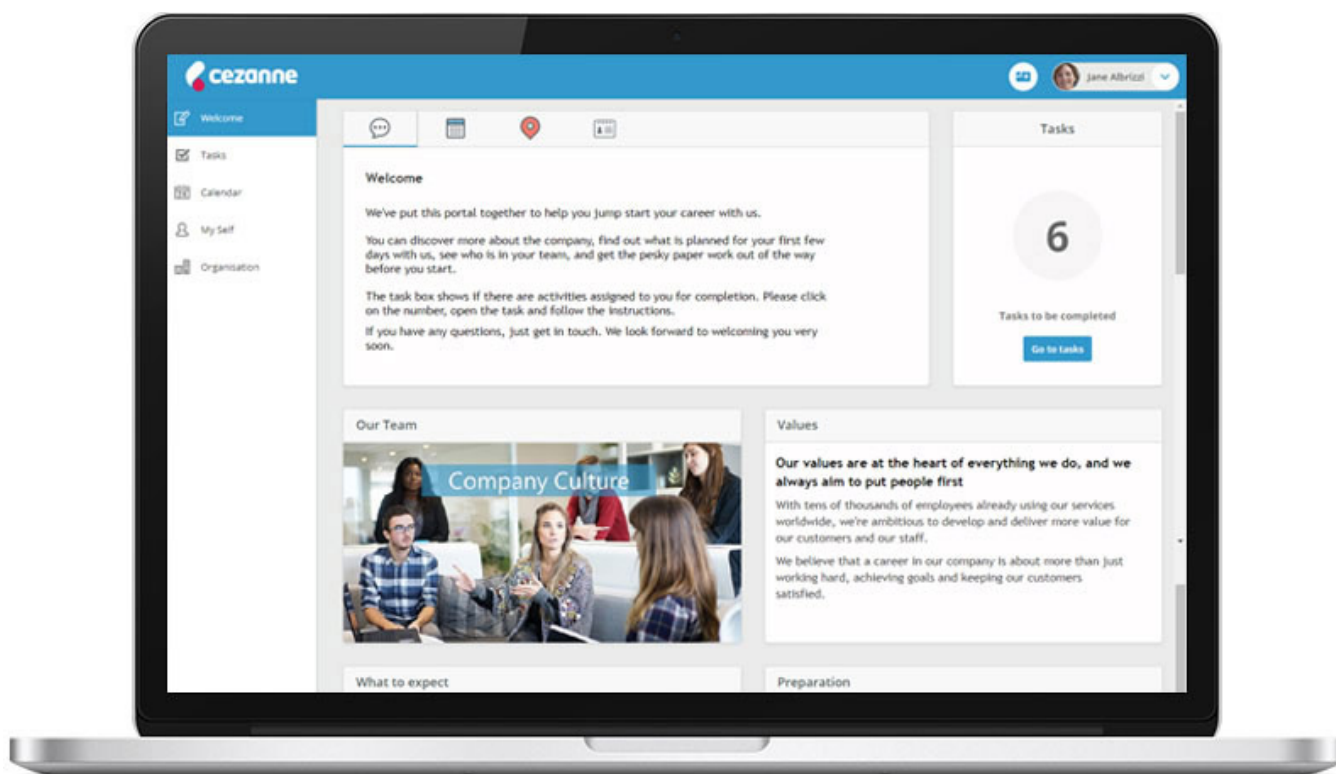 cezanne
Jane Albrizzi
Welcome
Tasks
Calendar
My Self
Organisation
Welcome
We've put this portal together to help you jump start your career with us.
You can discover more about the company, find out what is planned for your first few
days with us, see who is in your team, and get the pesky paper work out of the way
before you start.
The task box shows if there are activities assigned to you for completion. Please click
on the number, open the task and follow the instructions.
If you have any questions, just get in touch. We look forward to welcoming you very
soon.
Tasks
6
Tasks to be completed
Go to tasks
Our Team
Company Culture
Values
Our values are at the heart of everything we do, and we
always aim to put people first
With tens of thousands of employees already using our services
worldwide, we're ambitious to develop and deliver more value for
our customers and our staff.
We believe that a career in our company is about more than just
working hard, achieving goals and keeping our customers
satisfied.
What to expect
Preparation